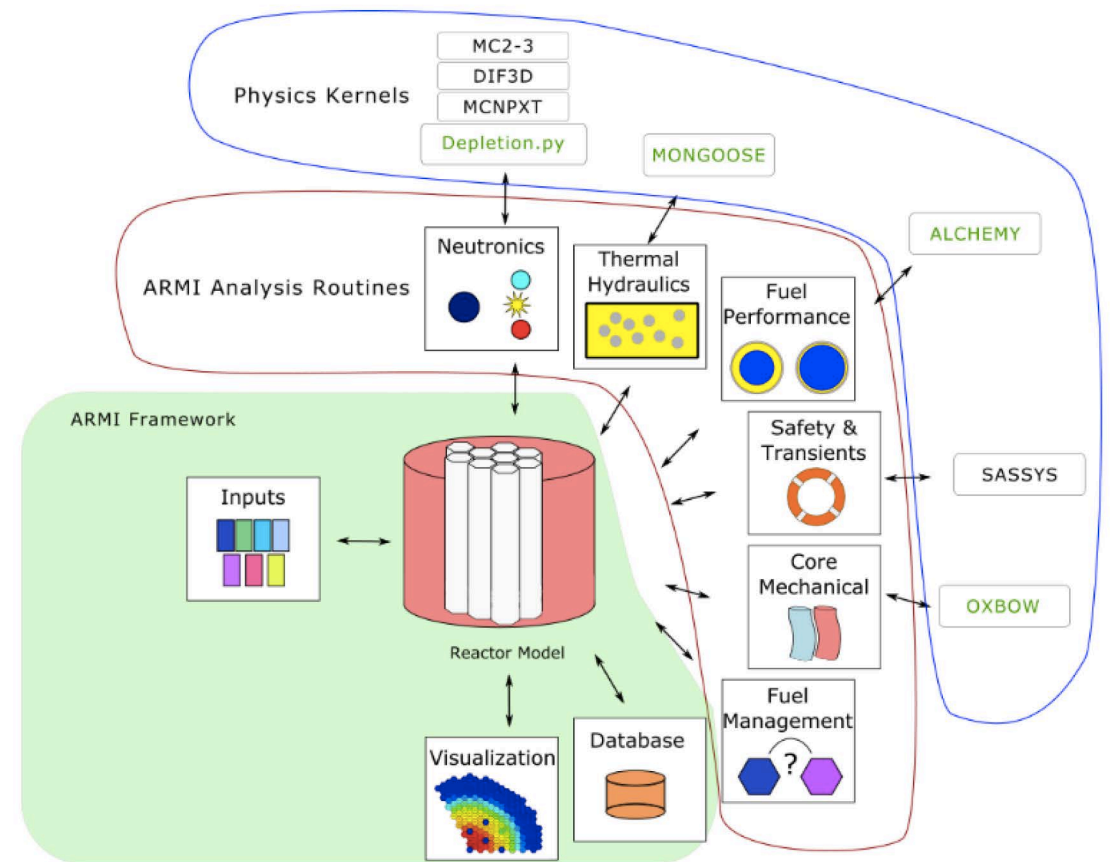 MC2-3
DIF3D
Physics Kernels
MCNPXT
Depletion.py
MONGOOSE
ALCHEMY
Neutronics
Thermal
Hydraulics
ARMI Analysis Routines
Fuel
Performance
ARMI Framework
Safety &
Transients
SASSYS
Inputs
Core
Mechanical
OXBOW
Reactor Model
Fuel
Management
?
Visualization
Database